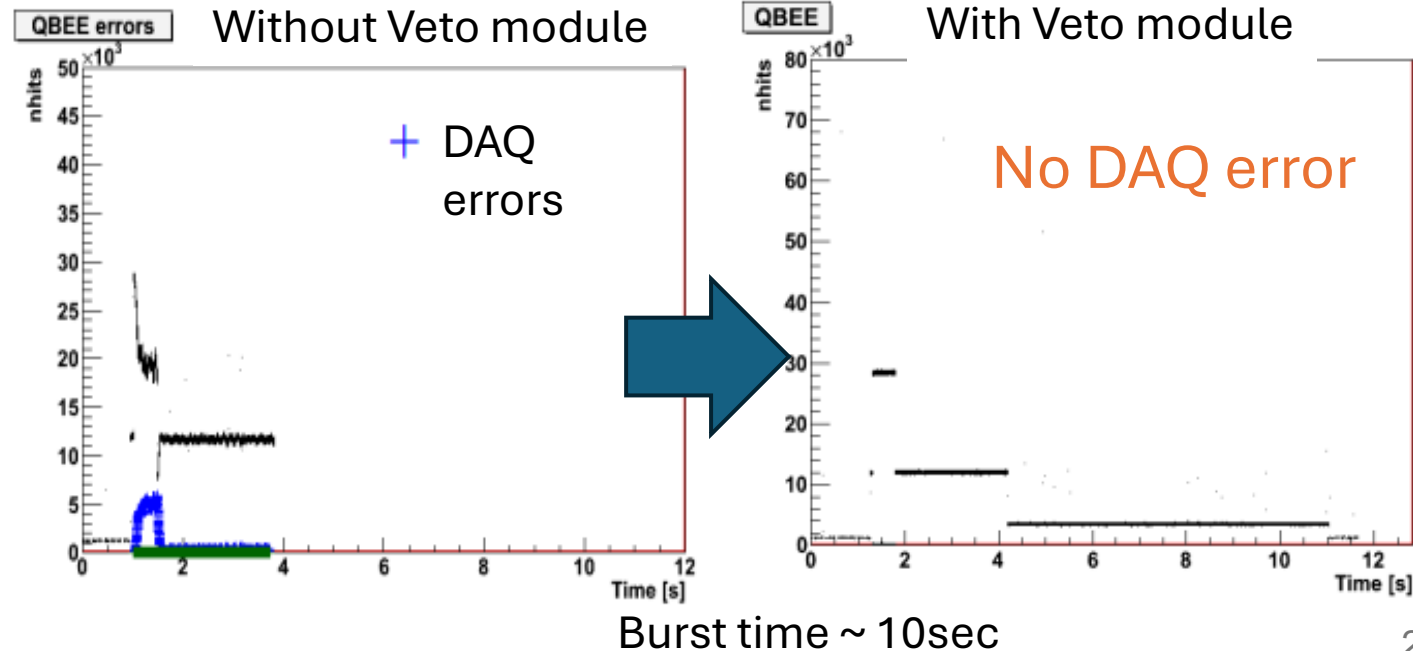 QBEE errors
Without Veto module
×10³
nhits
50
45
40
35
30
25
20
15
10
5
0
0 2 4 6 8 10 12
Time [s]
DAQ
errors
QBEE
With Veto module
×10³
nhits
80
70
60
50
40
30
20
10
0
0 2 4 6 8 10 12
Time [s]
No DAQ error
Burst time ~ 10sec